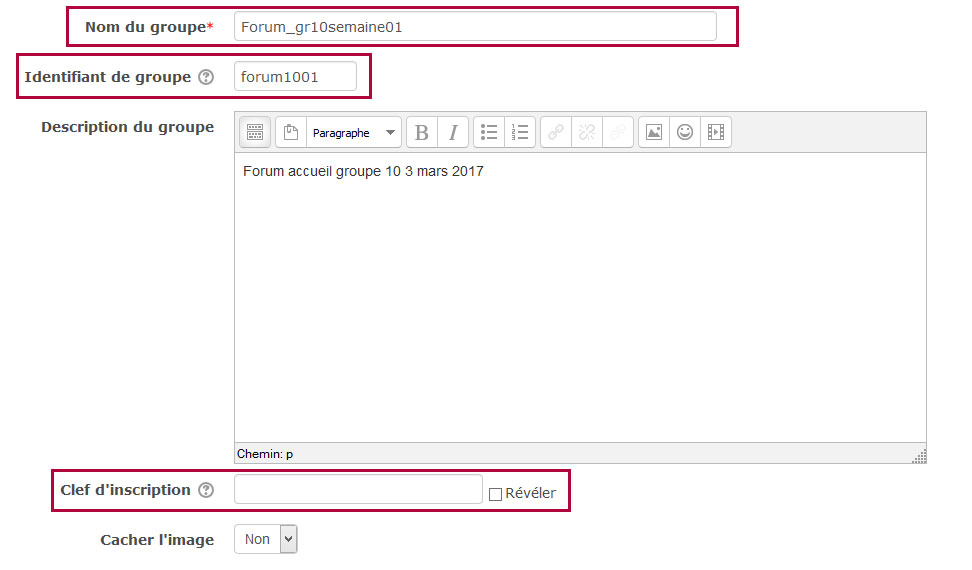 Nom du groupe* Forum_gr10semaine01
Identifiant de groupe ? forum1001
Description du groupe
Paragraphe B I
Forum accueil groupe 10 3 mars 2017
Chemin: p
Clef d'inscription ? Révéler
Cacher l'image Non